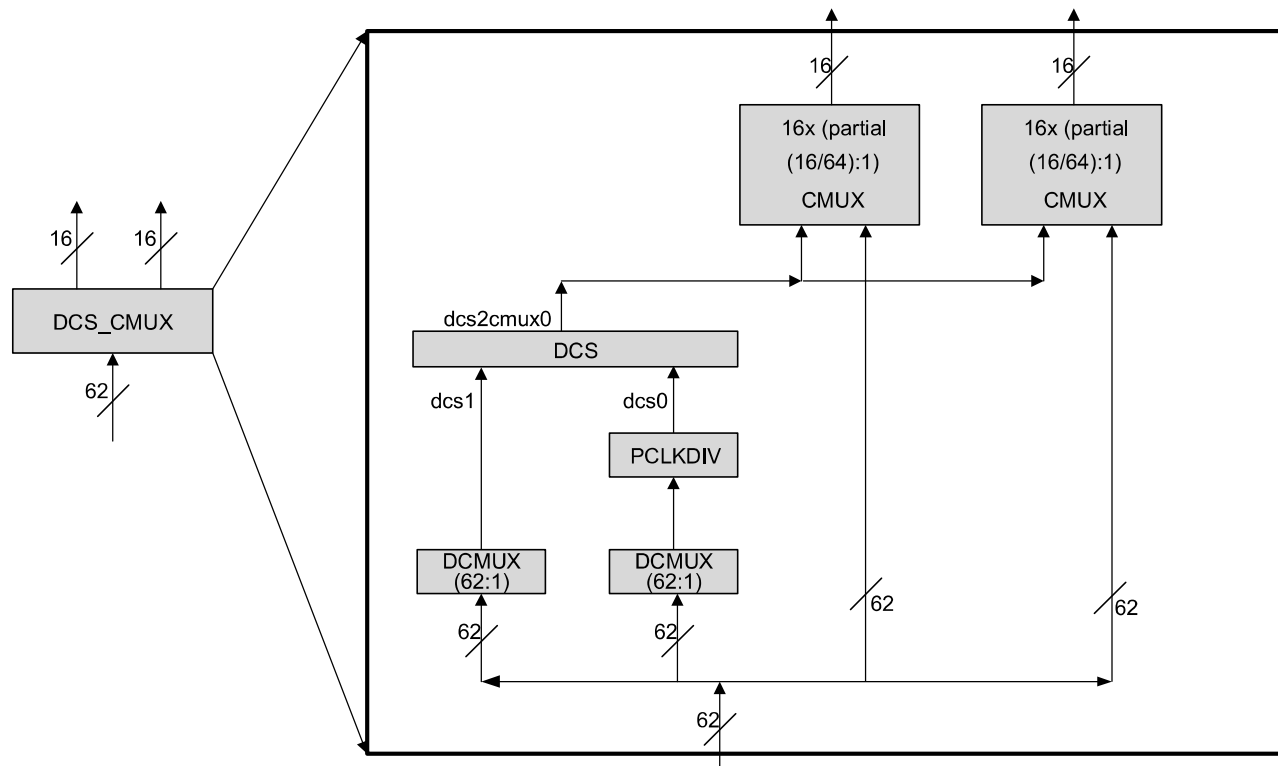 16
16
16x (partial
(16/64):1)
CMUX
16x (partial
(16/64):1)
CMUX
16
16
DCS_CMUX
62
dcs2cmux0
DCS
dcs1
dcs0
PCLKDIV
DCMUX
(62:1)
DCMUX
(62:1)
62
62
62
62
62